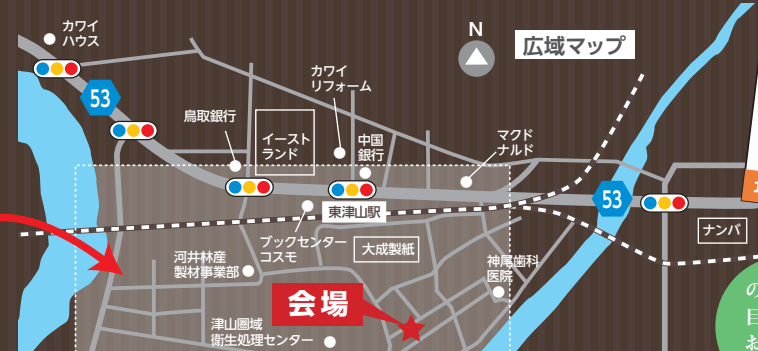 カワイ
ハウス
N
広域マップ
53
カワイ
リフォーム
鳥取銀行
イースト
ランド
中国
銀行
マクド
ナルド
53
東津山駅
ナンバ
ブックセンター
コスモ
大成製紙
河井林産
製材事業部
神尾歯科
医院
会場
津山圏域
衛生処理センター
の
目
お